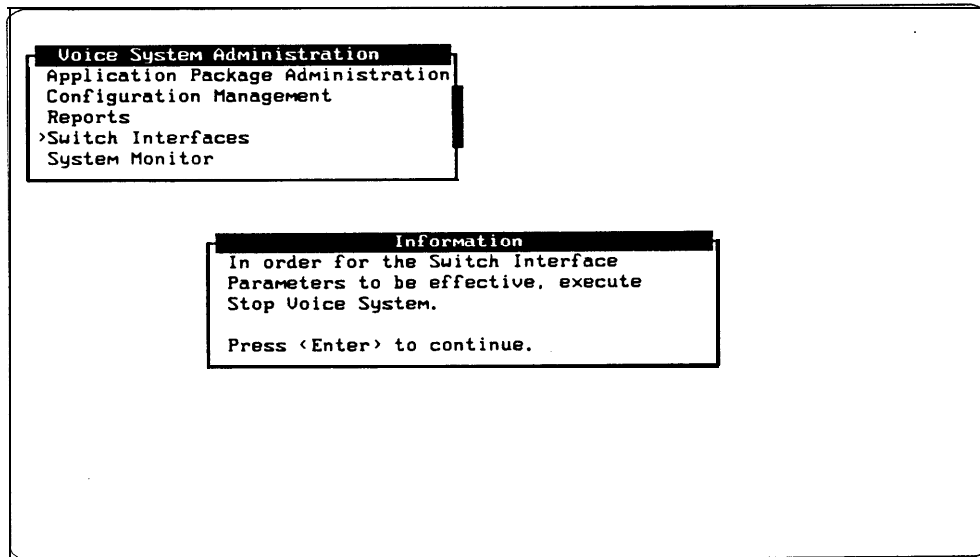 Voice System Administration
Application Package Administration
Configuration Management
Reports
>Switch Interfaces
System Monitor
Information
In order for the Switch Interface
Parameters to be effective, execute
Stop Voice System.
Press <Enter> to continue.